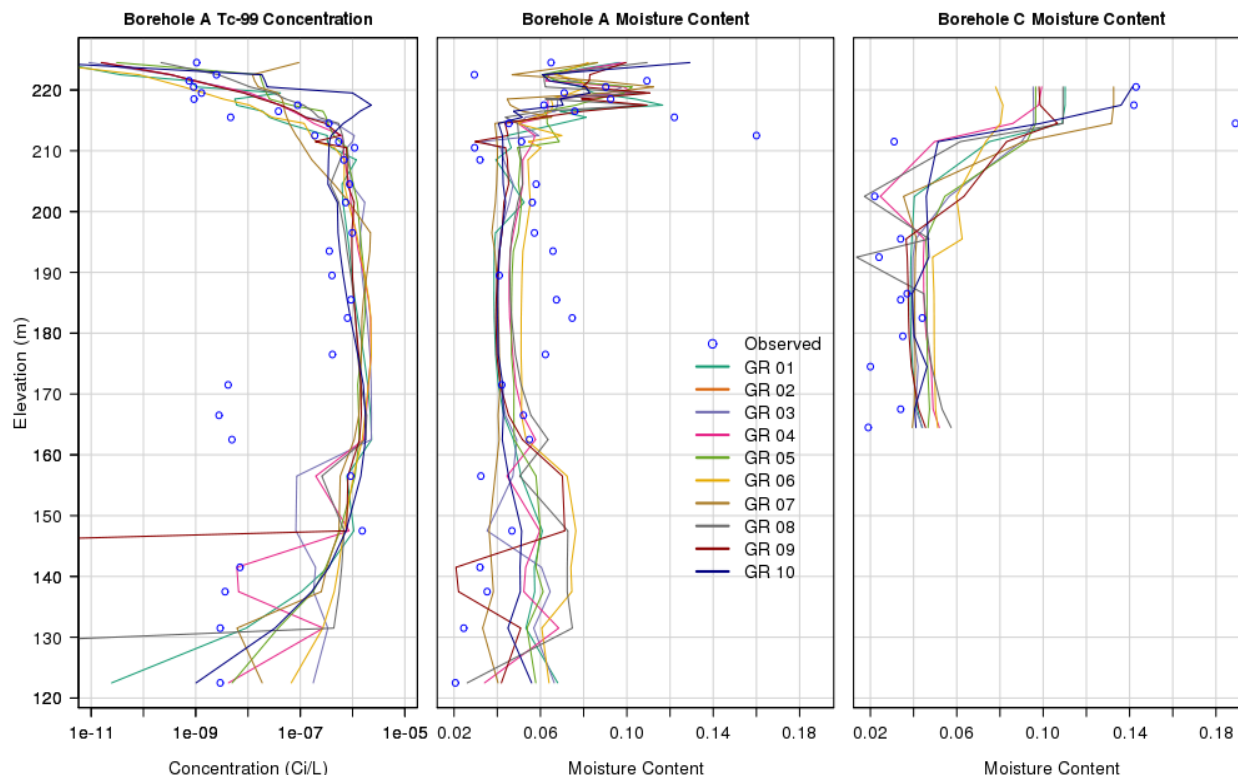 Borehole A Tc-99 Concentration
Borehole A Moisture Content
Borehole C Moisture Content
Elevation (m)
220
210
200
190
180
170
160
150
140
130
120
Observed
GR 01
GR 02
GR 03
GR 04
GR 05
GR 06
GR 07
GR 08
GR 09
GR 10
1e-11 1e-09 1e-07 1e-05
0.02 0.06 0.10 0.14 0.18
0.02 0.06 0.10 0.14 0.18
Concentration (Ci/L)
Moisture Content
Moisture Content